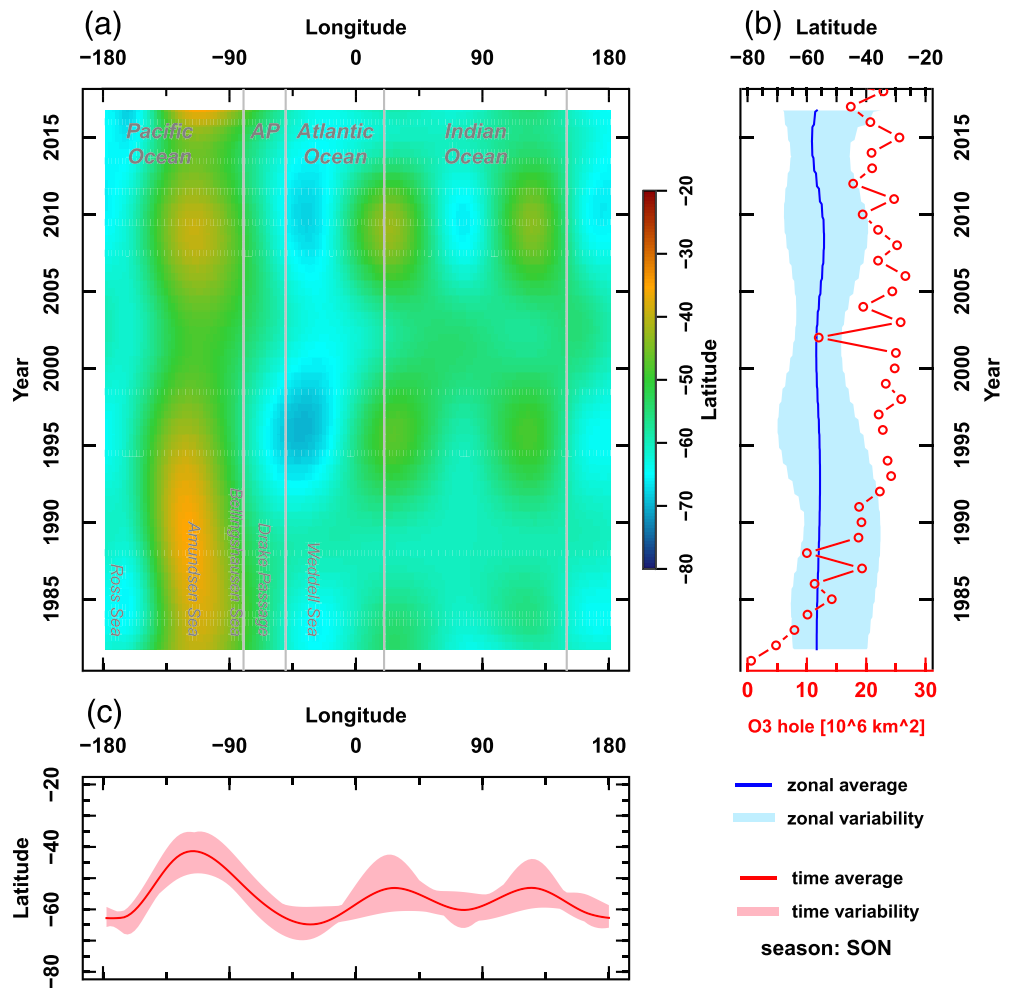 (a)
Longitude
−180 −90 0 90 180
Year
2015
2010
2005
2000
1995
1990
1985
Pacific
Ocean
AP
Atlantic
Ocean
Indian
Ocean
Ross Sea
Amundsen Sea
Bellingshausen Sea
Drake Passage
Weddell Sea
−20
−30
−40
−50
−60
−70
−80
Latitude
(b)
Latitude
−80 −60 −40 −20
2015
2010
2005
2000
1995
1990
1985
Year
0 10 20 30
O3 hole [10^6 km^2]
(c)
Longitude
−180 −90 0 90 180
Latitude
−20
−40
−60
−80
zonal average
zonal variability
time average
time variability
season: SON